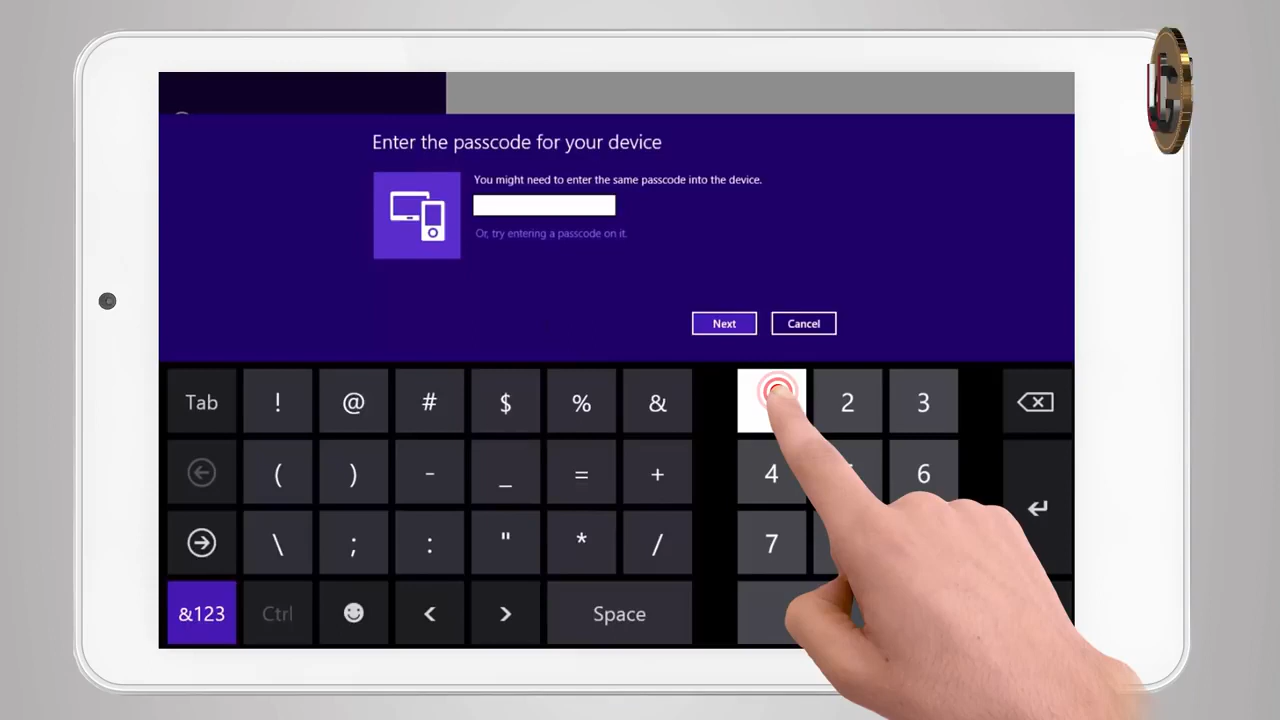 Enter the passcode for your device
You might need to enter the same passcode into the device.
Or, try entering a passcode on it.
Next Cancel
Tab ! @ # $ % & 2 3
( ) - _ = + 4 6
\ ; : " * / 7
&123 Ctrl < > Space